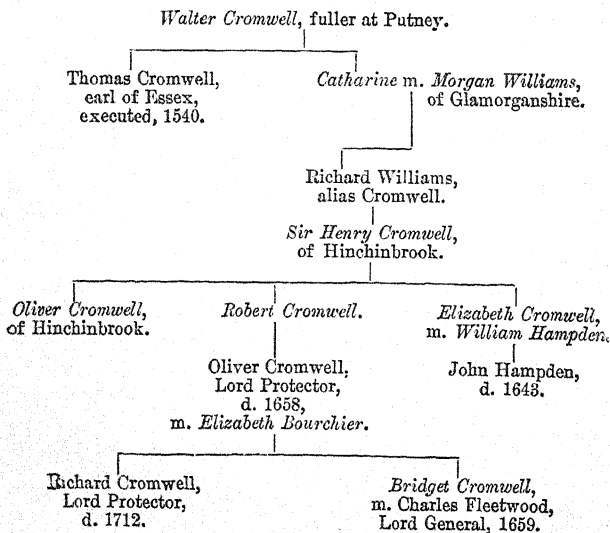 Walter Cromwell, fuller at Putney.
Thomas Cromwell,
earl of Essex,
executed, 1540.
Catharine m. Morgan Williams,
of Glamorganshire.
Richard Williams,
alias Cromwell.
Sir Henry Cromwell,
of Hinchinbrook.
Oliver Cromwell,
of Hinchinbrook.
Robert Cromwell.
Elizabeth Cromwell,
m. William Hampden.
Oliver Cromwell,
Lord Protector,
d. 1658,
m. Elizabeth Bourchier.
John Hampden,
d. 1643.
Richard Cromwell,
Lord Protector,
d. 1712.
Bridget Cromwell,
m. Charles Fleetwood,
Lord General, 1659.